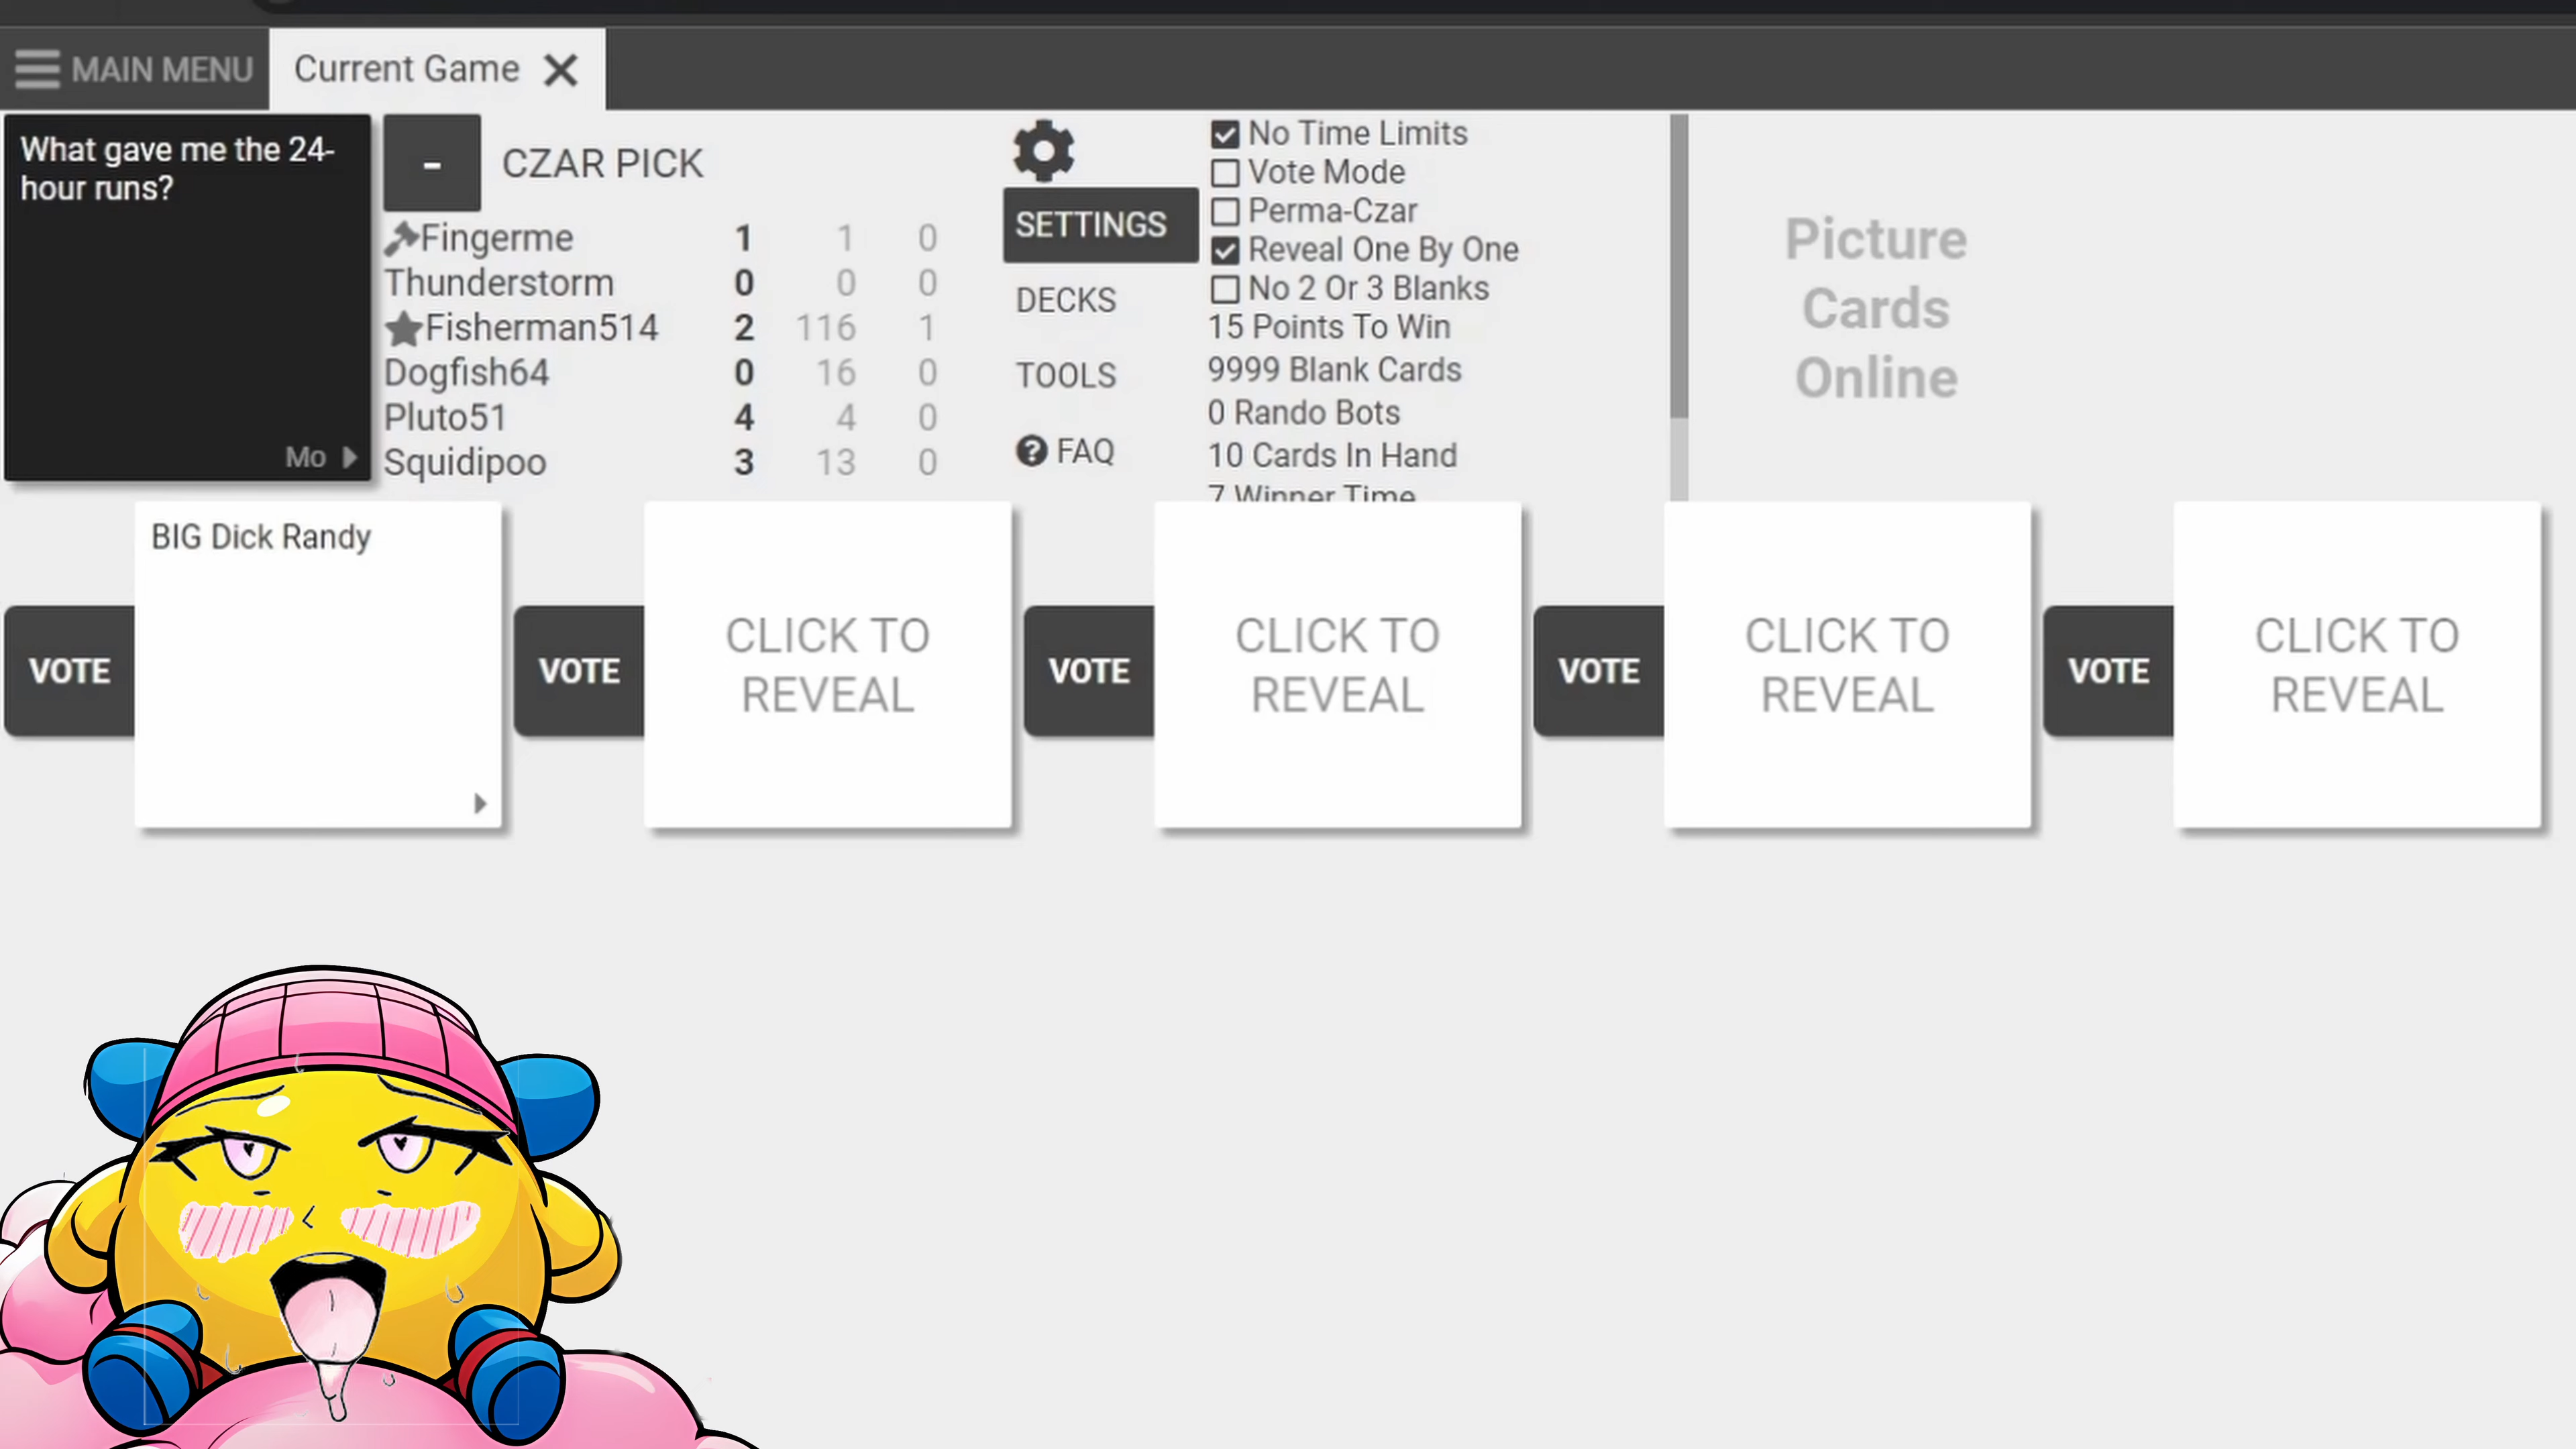 MAIN MENU
Current Game
What gave me the 24-
hour runs?
Mo
-
CZAR PICK
Fingerme 1 1 0
Thunderstorm 0 0 0
Fisherman514 2 116 1
Dogfish64 0 16 0
Pluto51 4 4 0
Squidipoo 3 13 0
SETTINGS
DECKS
TOOLS
? FAQ
No Time Limits
Vote Mode
Perma-Czar
Reveal One By One
No 2 Or 3 Blanks
15 Points To Win
9999 Blank Cards
0 Rando Bots
10 Cards In Hand
7 Winner Time
Picture
Cards
Online
VOTE
BIG Dick Randy
VOTE
CLICK TO
REVEAL
VOTE
CLICK TO
REVEAL
VOTE
CLICK TO
REVEAL
VOTE
CLICK TO
REVEAL